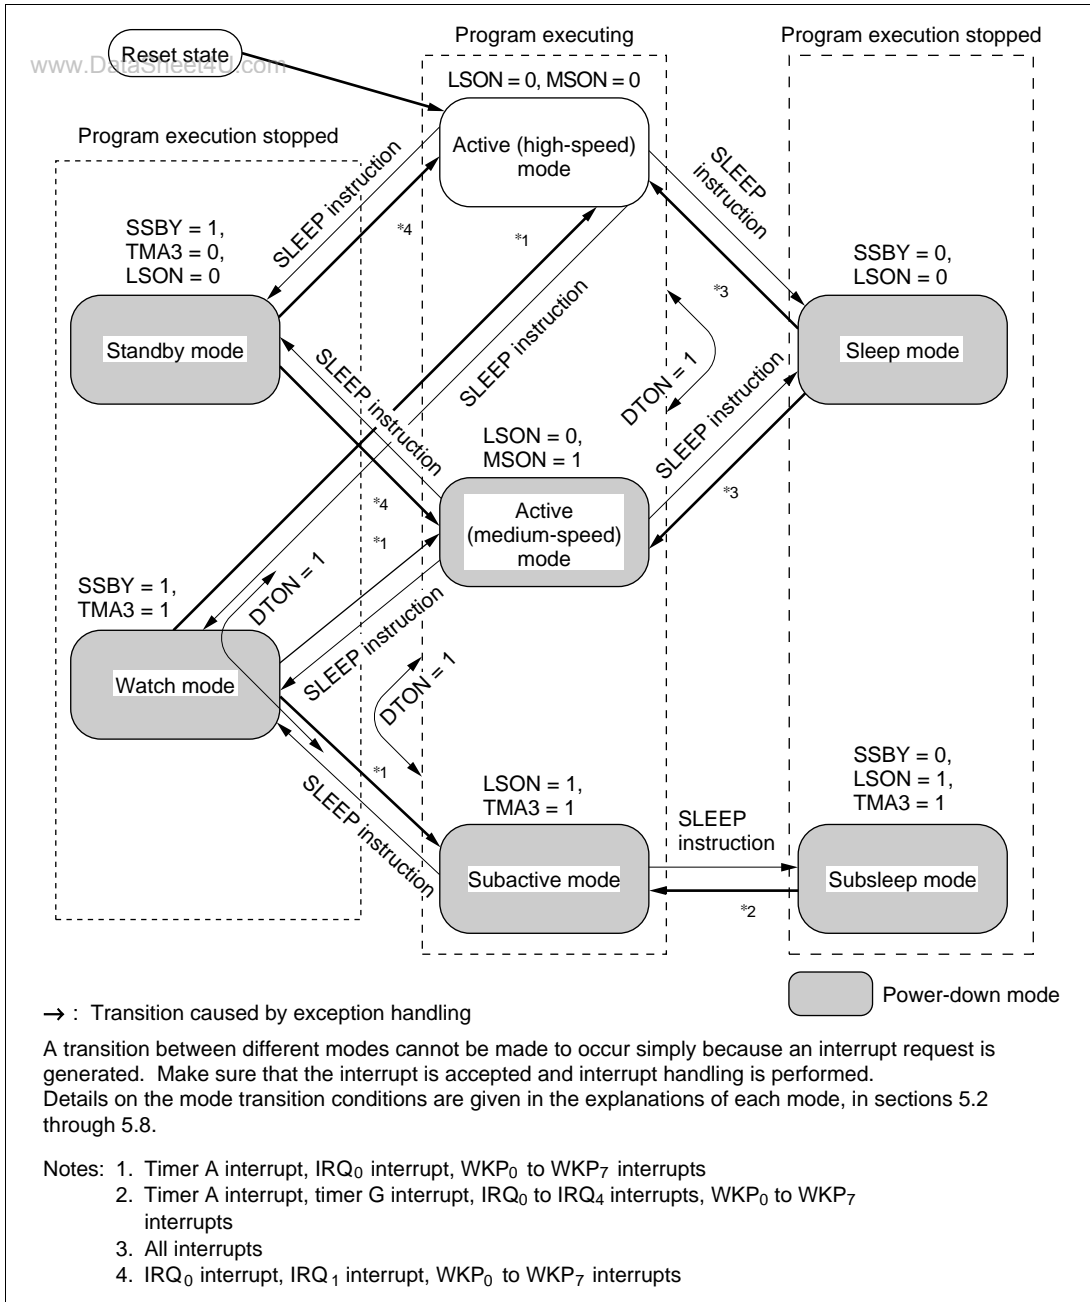 Program executing
Program execution stopped
Reset state
www.DataSheet4U.com
LSON = 0, MSON = 0
Program execution stopped
Active (high-speed)
mode
SLEEP instruction
SLEEP
instruction
*4
*1
SSBY = 1,
TMA3 = 0,
LSON = 0
SSBY = 0,
LSON = 0
*3
Standby mode
Sleep mode
SLEEP instruction
SLEEP instruction
DTON = 1
SLEEP instruction
LSON = 0,
MSON = 1
*4
*3
Active
(medium-speed)
mode
*1
SSBY = 1,
TMA3 = 1
DTON = 1
SLEEP instruction
Watch mode
DTON = 1
*1
SLEEP instruction
LSON = 1,
TMA3 = 1
SSBY = 0,
LSON = 1,
TMA3 = 1
SLEEP
instruction
Subactive mode
Subsleep mode
*2
Power-down mode
→ : Transition caused by exception handling
A transition between different modes cannot be made to occur simply because an interrupt request is
generated. Make sure that the interrupt is accepted and interrupt handling is performed.
Details on the mode transition conditions are given in the explanations of each mode, in sections 5.2
through 5.8.
Notes: 1. Timer A interrupt, IRQ0 interrupt, WKP0 to WKP7 interrupts
2. Timer A interrupt, timer G interrupt, IRQ0 to IRQ4 interrupts, WKP0 to WKP7
interrupts
3. All interrupts
4. IRQ0 interrupt, IRQ1 interrupt, WKP0 to WKP7 interrupts